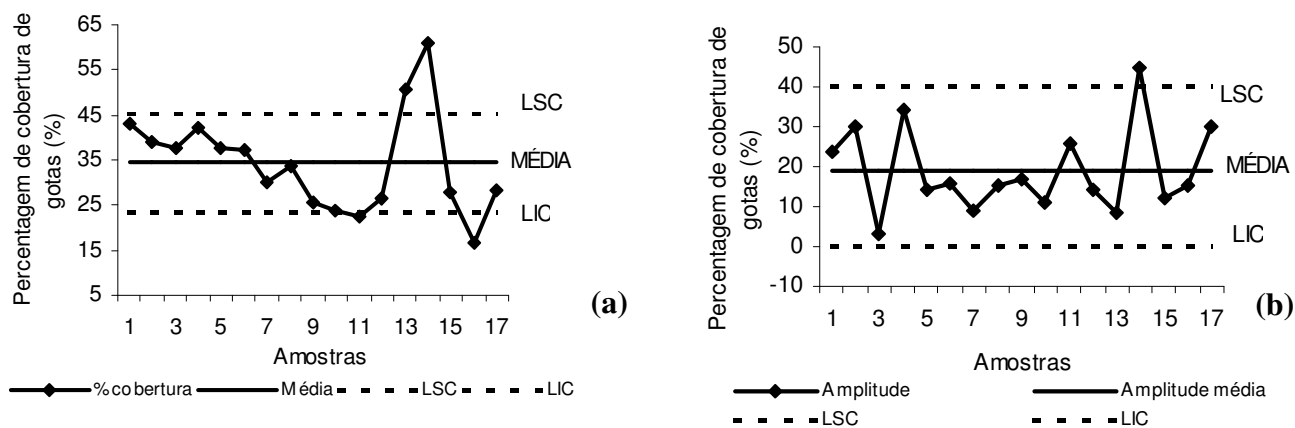 Percentagem de cobertura de
gotas (%)
65
55
45
35
25
15
5
LSC
MÉDIA
LIC
1 3 5 7 9 11 13 15 17
Amostras
(a)
%cobertura Média LSC LIC
Percentagem de cobertura de
gotas (%)
50
40
30
20
10
0
-10
LSC
MÉDIA
LIC
1 3 5 7 9 11 13 15 17
Amostras
(b)
Amplitude Amplitude média
LSC LIC